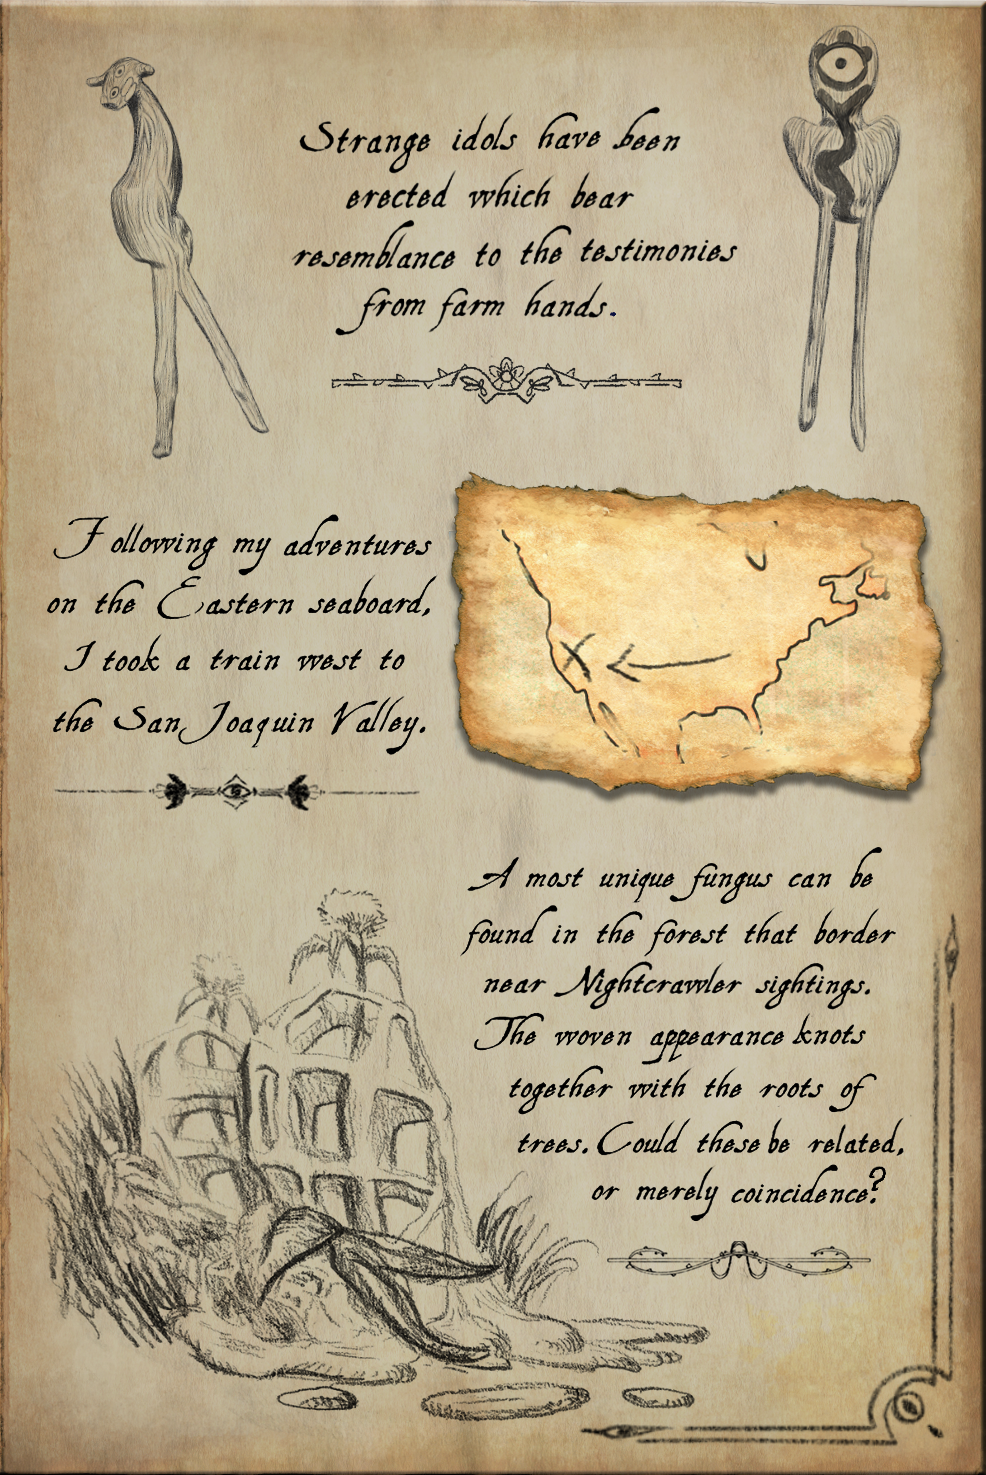 Strange idols have been
erected which bear
resemblance to the testimonies
from farm hands.
Following my adventures
on the Eastern seaboard,
I took a train west to
the San Joaquin Valley.
A most unique fungus can be
found in the forest that border
near Nightcrawler sightings.
The woven appearance knots
together with the roots of
trees. Could these be related,
or merely coincidence?